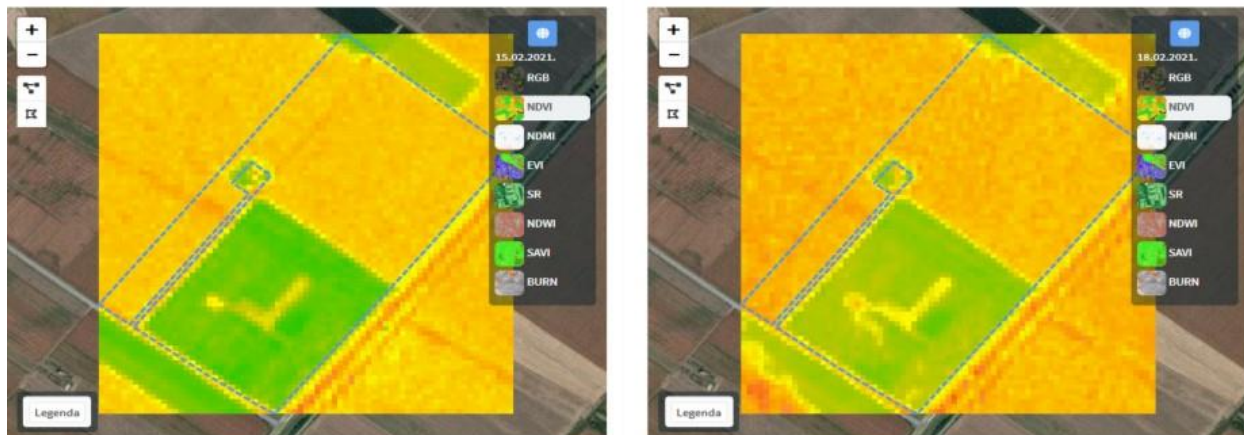 +
−
15.02.2021.
RGB
NDVI
NDMI
EVI
SR
NDWI
SAVI
BURN
Legenda
+
−
18.02.2021.
RGB
NDVI
NDMI
EVI
SR
NDWI
SAVI
BURN
Legenda